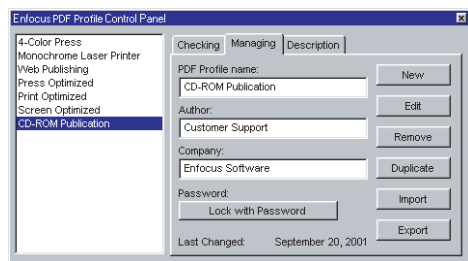 Enfocus PDF Profile Control Panel
4-Color Press
Monochrome Laser Printer
Web Publishing
Press Optimized
Print Optimized
Screen Optimized
CD-ROM Publication
Checking Managing Description
PDF Profile name:
CD-ROM Publication
Author:
Customer Support
Company:
Enfocus Software
Password:
Lock with Password
Last Changed: September 20, 2001
New
Edit
Remove
Duplicate
Import
Export